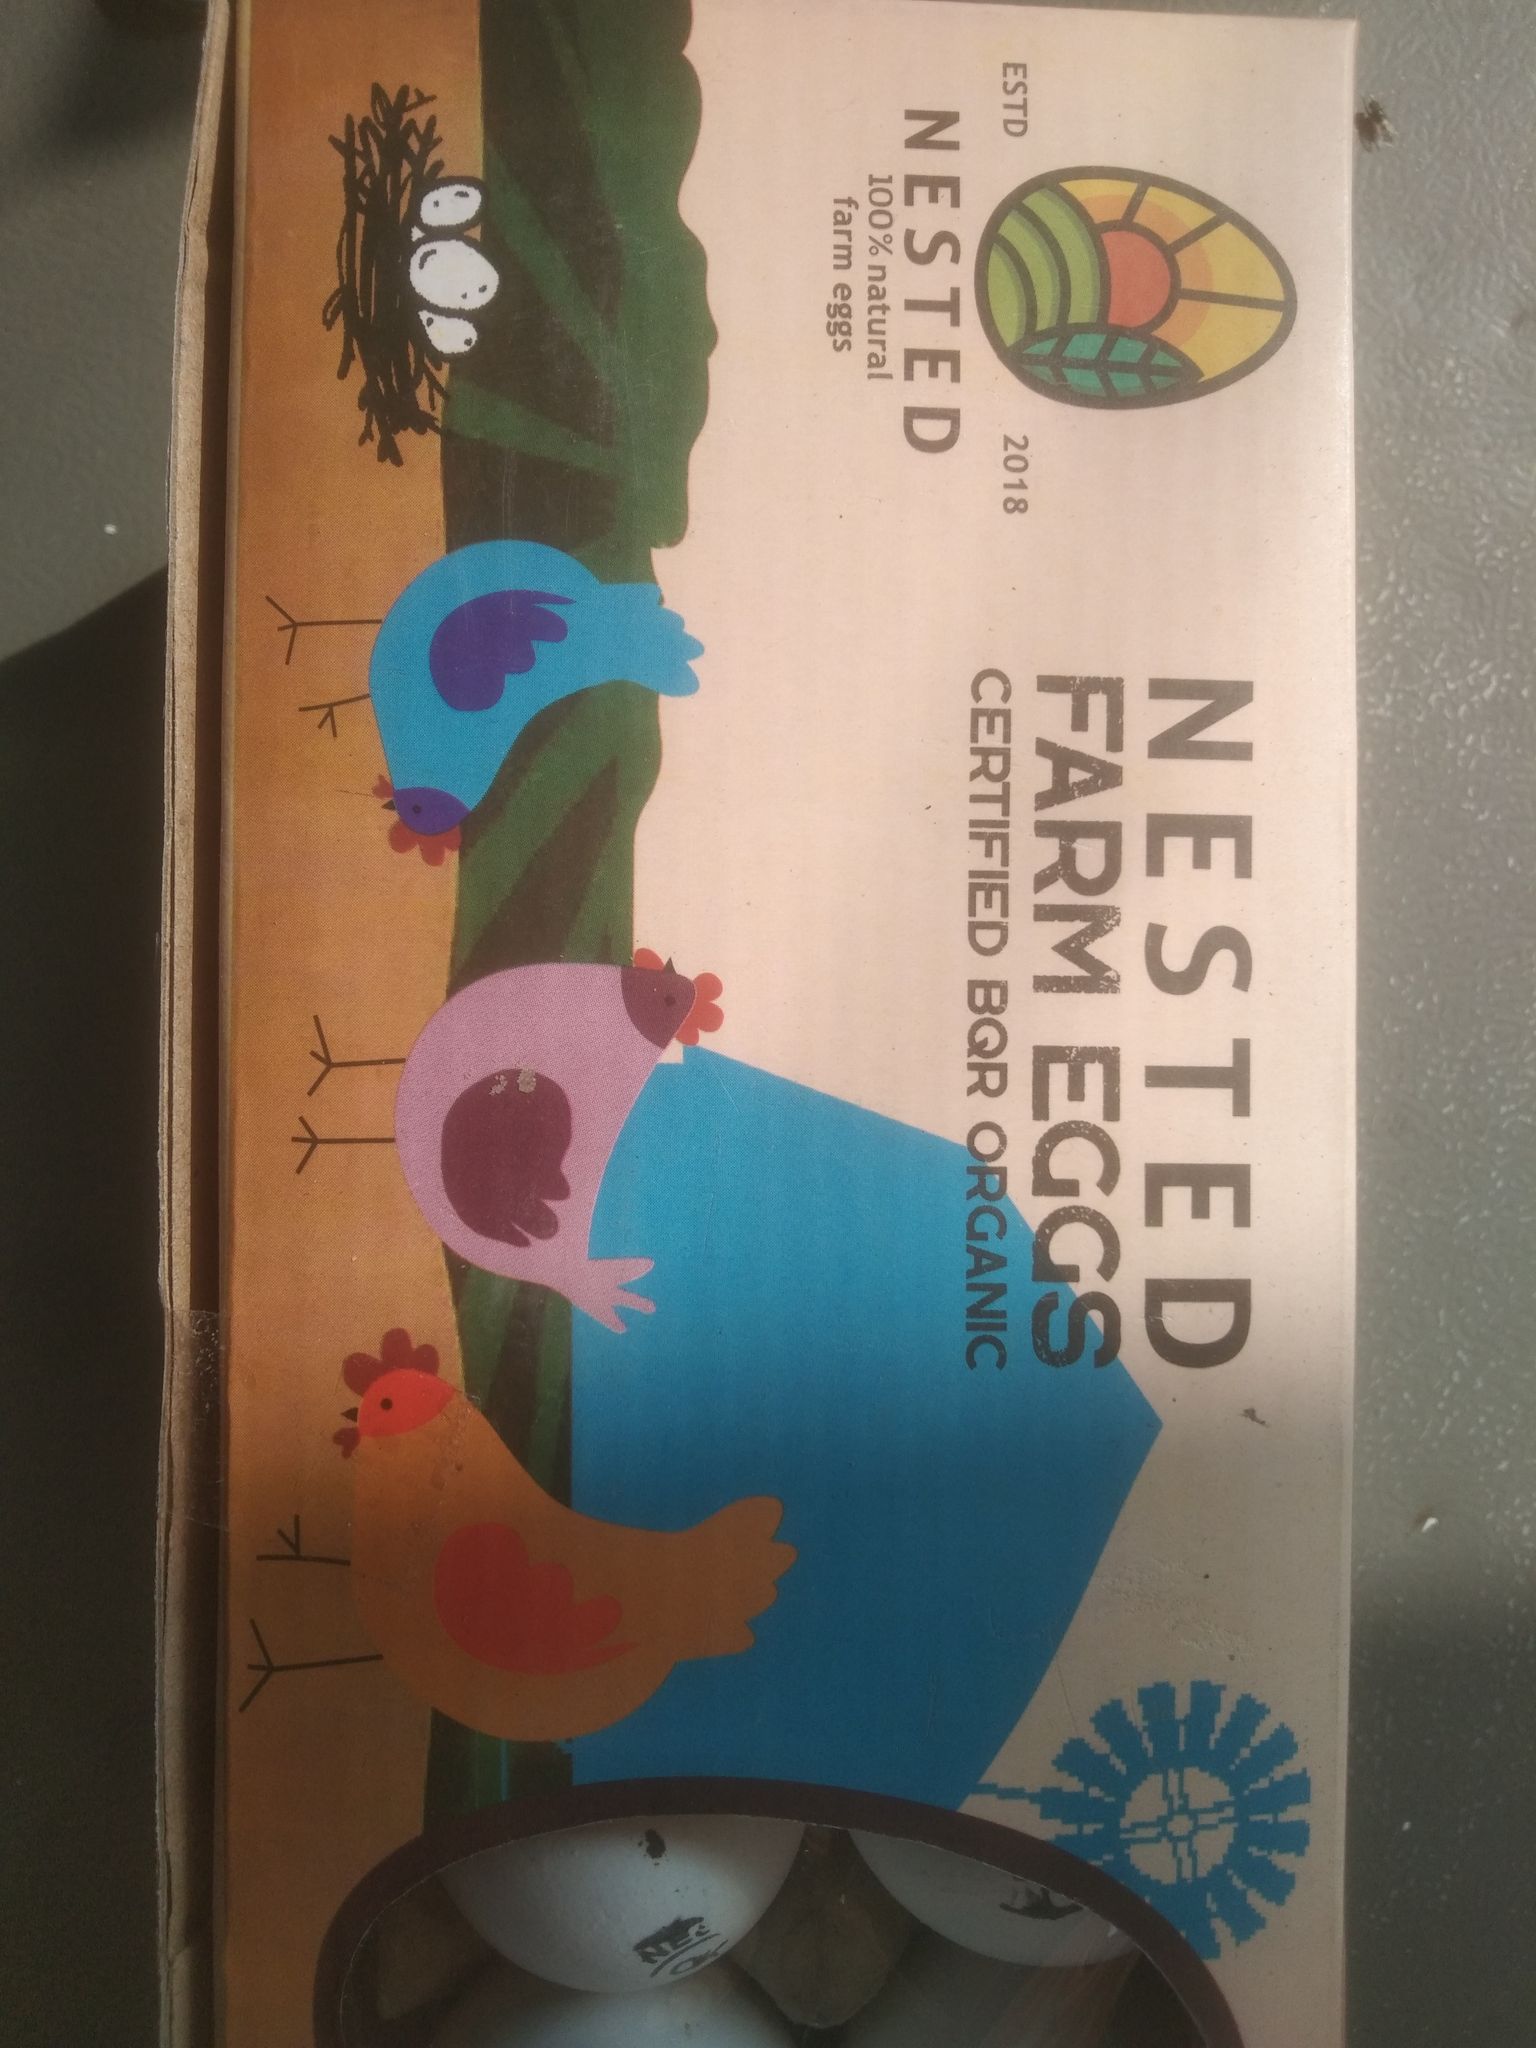 ESTD 2018
NESTED
100% natural
farm eggs
NESTED
FARM EGGS
CERTIFIED BQR ORGANIC